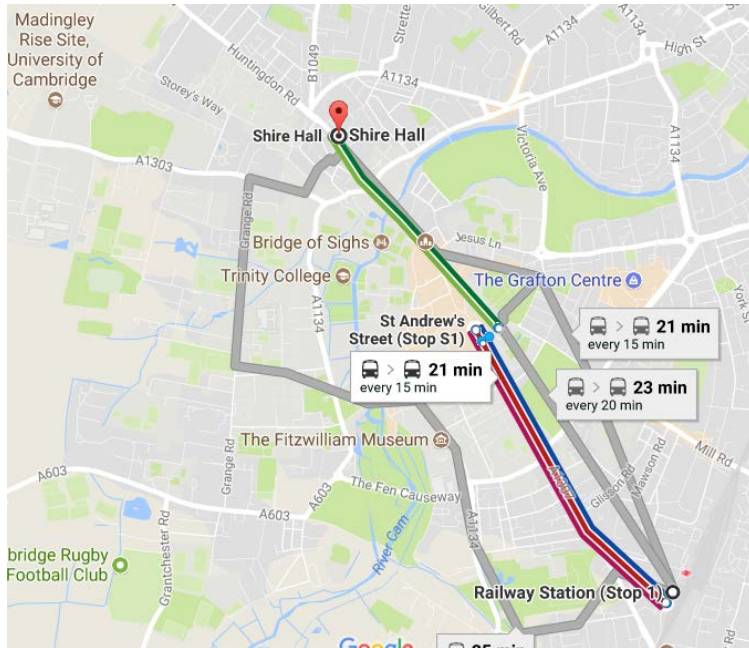 Madingley
Rise Site,
University of
Cambridge
Storey's Way
Huntingdon Rd
B1049
A1134
Gilbert Rd
High St
A1134
Shire Hall
Shire Hall
A1303
Grange Rd
Victoria Ave
Bridge of Sighs
Jesus Ln
Trinity College
The Grafton Centre
York St
A1134
St Andrew's
Street (Stop S1)
21 min
every 15 min
21 min
every 15 min
23 min
every 20 min
The Fitzwilliam Museum
Mill Rd
Grange Rd
A603
The Fen Causeway
A603
Glisson Rd
Mawson Rd
A1307
River Cam
A1134
Grantchester Rd
bridge Rugby
Football Club
Railway Station (Stop 1)
Google